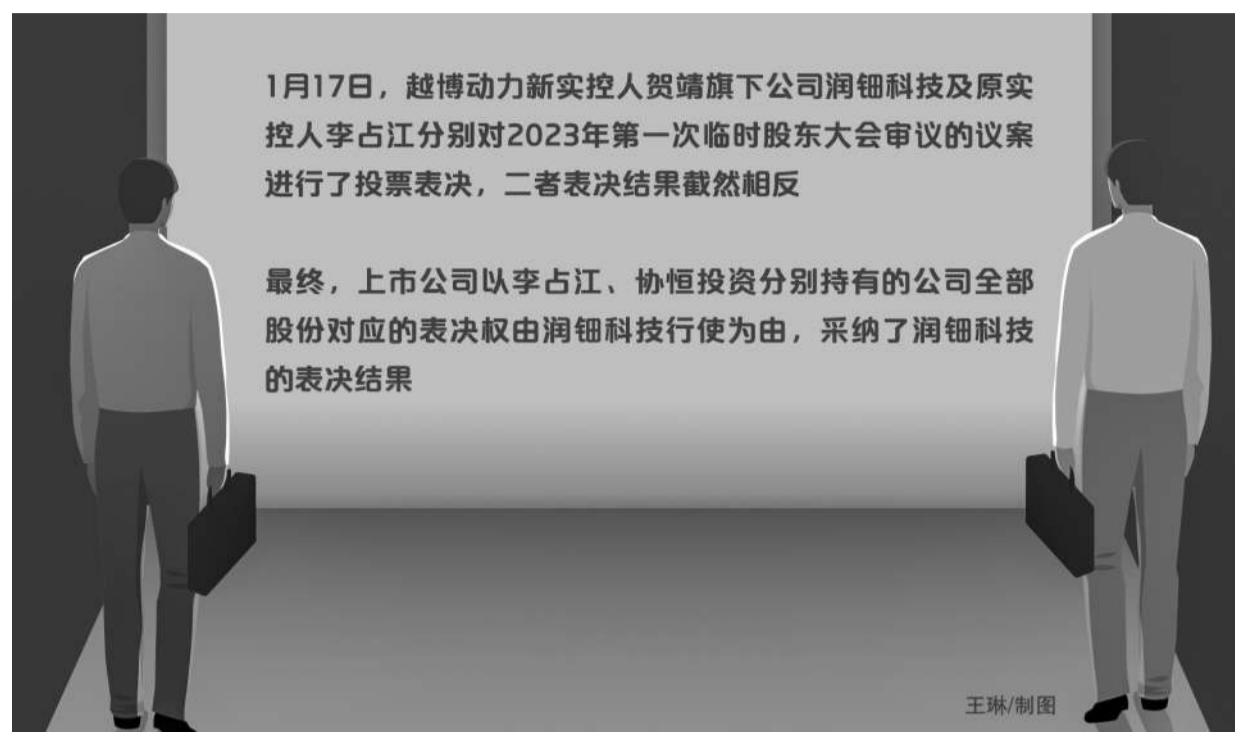 1月17日，越博动力新实控人贺靖旗下公司润钿科技及原实
控人李占江分别对2023年第一次临时股东大会审议的议案
进行了投票表决，二者表决结果截然相反
最终，上市公司以李占江、协恒投资分别持有的公司全部
股份对应的表决权由润钿科技行使为由，采纳了润钿科技
的表决结果
王琳/制图